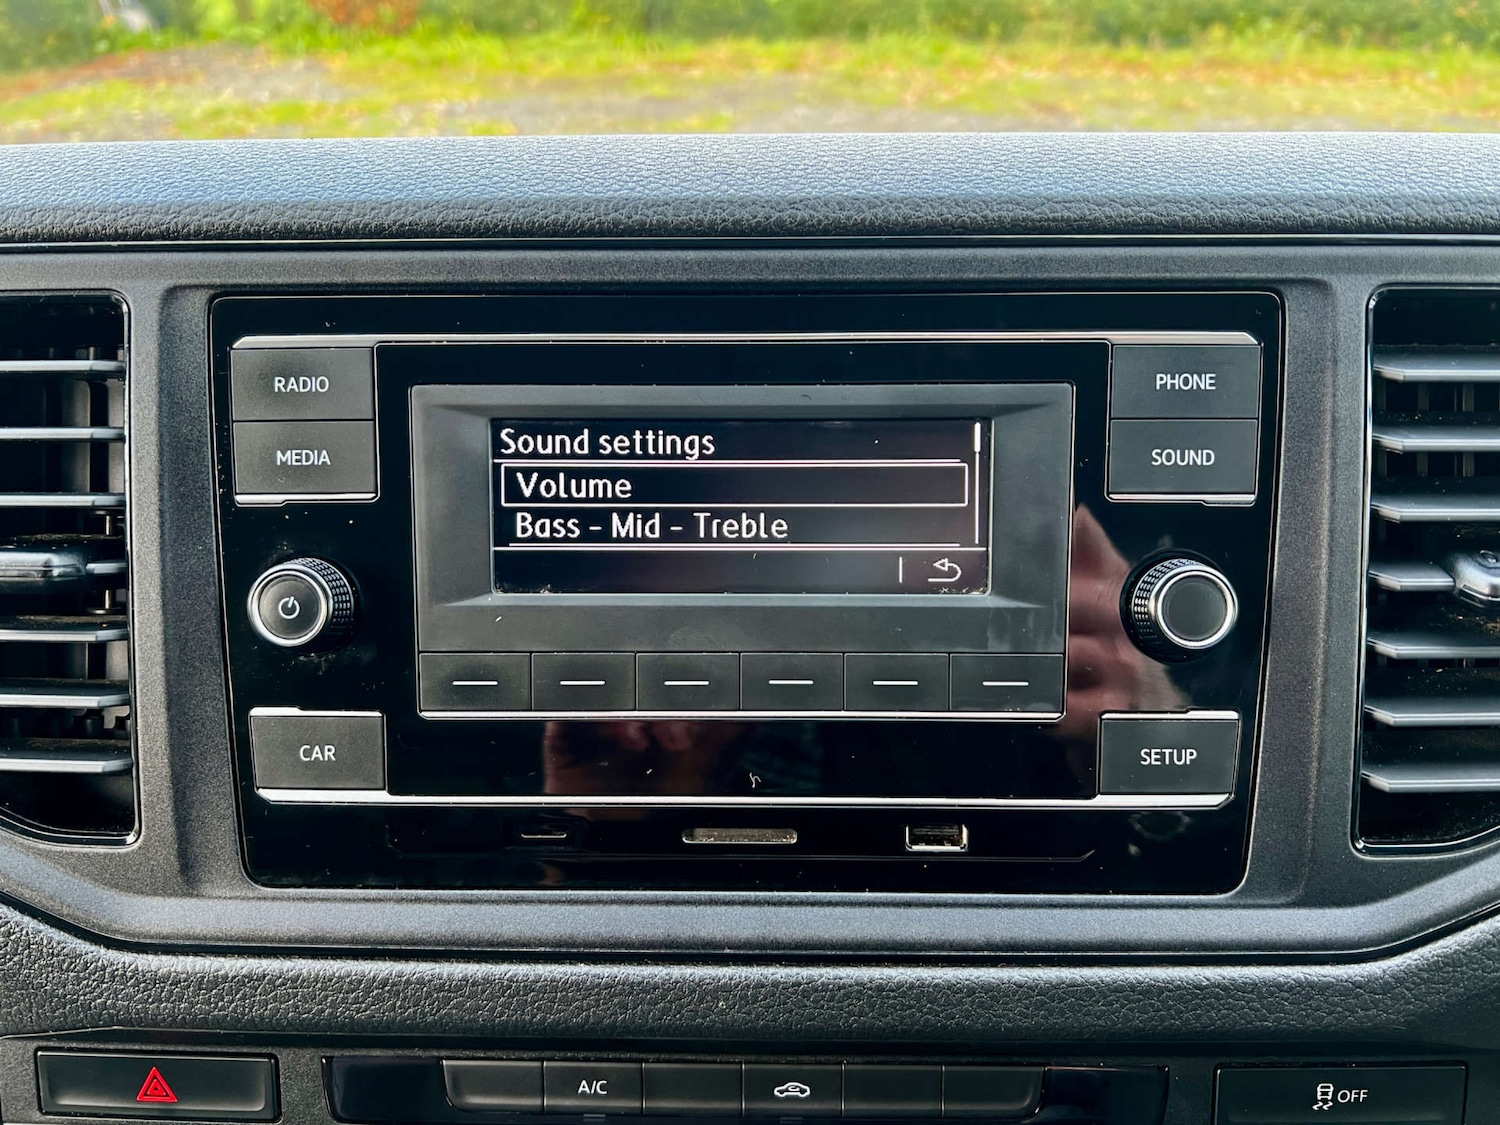 RADIO
MEDIA
PHONE
SOUND
Sound settings
Volume
Bass - Mid - Treble
CAR
SETUP
A/C
OFF